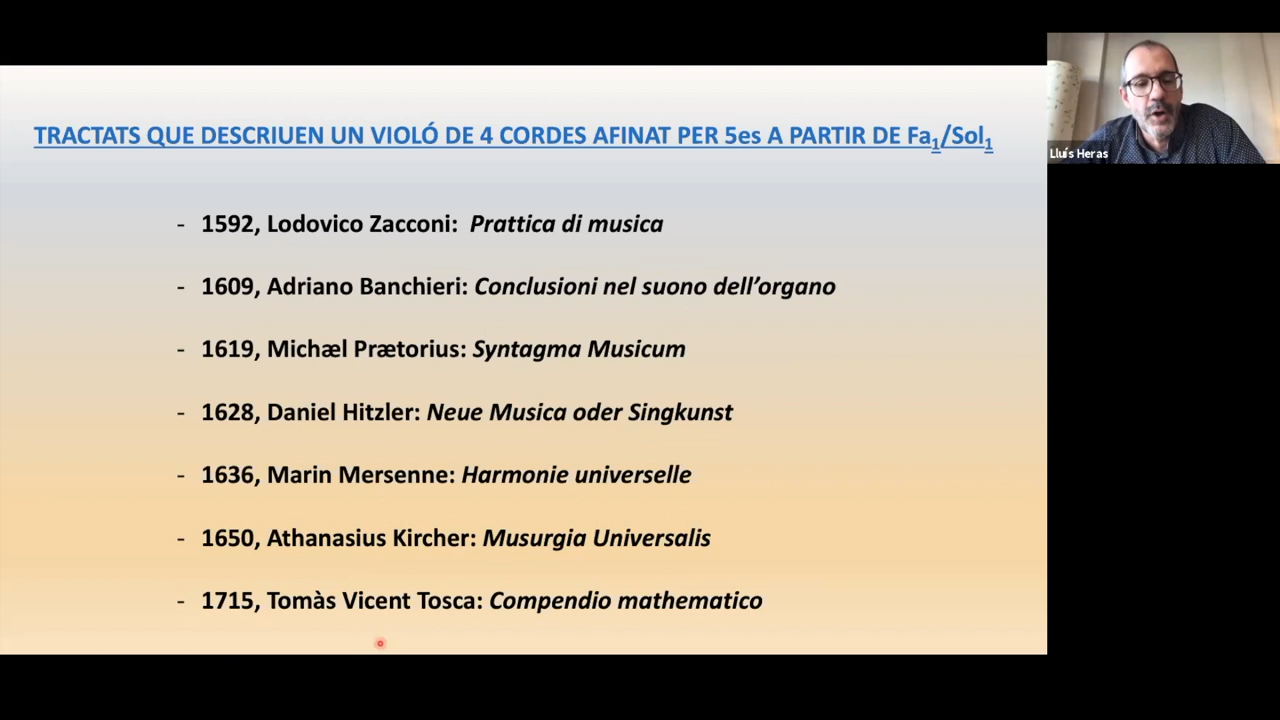 TRACTATS QUE DESCRIUEN UN VIOLÓ DE 4 CORDES AFINAT PER 5es A PARTIR DE Fa₁/Sol₁
- 1592, Lodovico Zacconi: Prattica di musica
- 1609, Adriano Banchieri: Conclusioni nel suono dell’organo
- 1619, Michæl Prætorius: Syntagma Musicum
- 1628, Daniel Hitzler: Neue Musica oder Singkunst
- 1636, Marin Mersenne: Harmonie universelle
- 1650, Athanasius Kircher: Musurgia Universalis
- 1715, Tomàs Vicent Tosca: Compendio mathematico
Lluís Heras